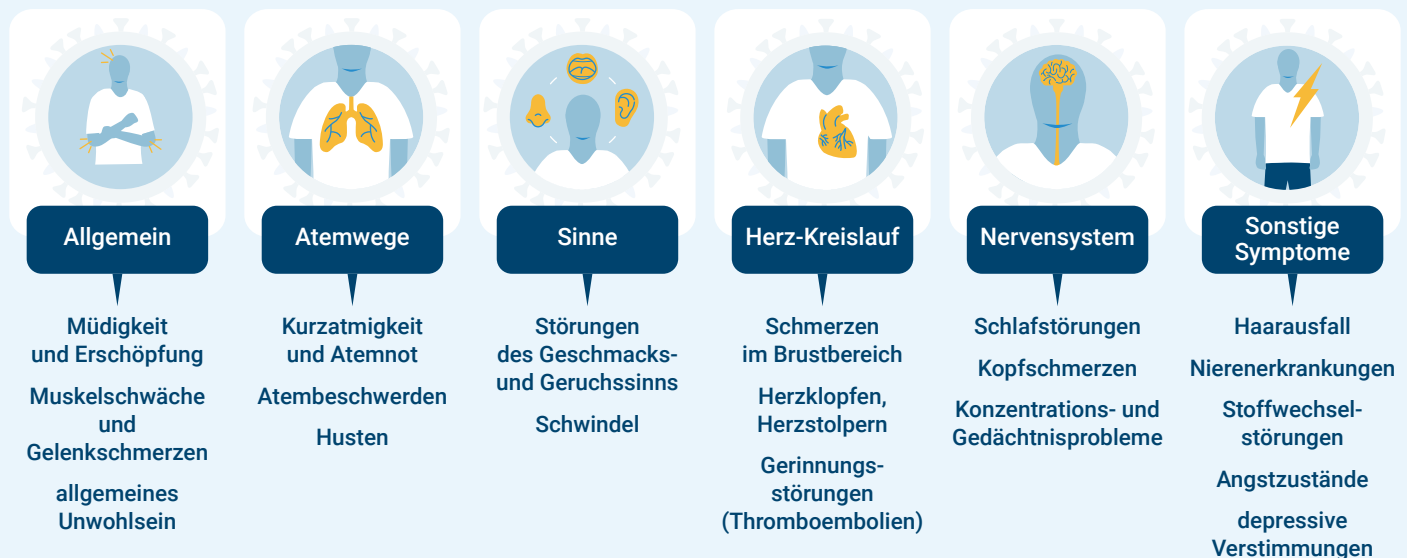 Allgemein
Müdigkeit
und Erschöpfung
Muskelschwäche
und
Gelenkschmerzen
allgemeines
Unwohlsein
Atemwege
Kurzatmigkeit
und Atemnot
Atembeschwerden
Husten
Sinne
Störungen
des Geschmacks-
und Geruchssinns
Schwindel
Herz-Kreislauf
Schmerzen
im Brustbereich
Herzklopfen,
Herzstolpern
Gerinnungs-
störungen
(Thromboembolien)
Nervensystem
Schlafstörungen
Kopfschmerzen
Konzentrations- und
Gedächtnisprobleme
Sonstige
Symptome
Haarausfall
Nierenerkrankungen
Stoffwechsel-
störungen
Angstzustände
depressive
Verstimmungen